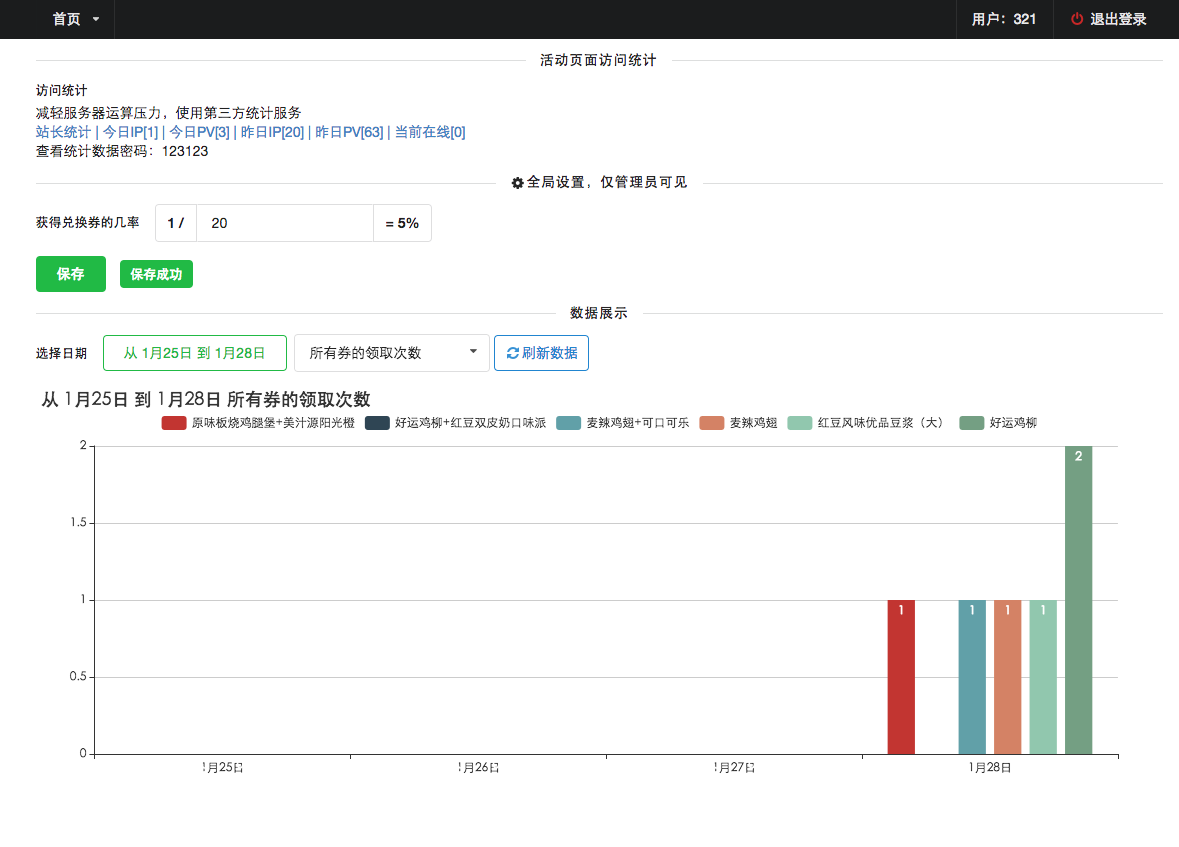 首页 用户：321 退出登录
活动页面访问统计
访问统计
减轻服务器运算压力，使用第三方统计服务
站长统计 | 今日IP[1] | 今日PV[3] | 昨日IP[20] | 昨日PV[63] | 当前在线[0]
查看统计数据密码：123123
全局设置，仅管理员可见
获得兑换券的几率 1 / 20 = 5%
保存 保存成功
数据展示
选择日期 从 1月25日 到 1月28日 所有券的领取次数 刷新数据
从 1月25日 到 1月28日 所有券的领取次数
原味板烧鸡腿堡+美汁源阳光橙 好运鸡柳+红豆双皮奶口味派 麦辣鸡翅+可口可乐 麦辣鸡翅 红豆风味优品豆浆（大） 好运鸡柳
2
2
1.5
1
1 1 1 1
0.5
0
1月25日 1月26日 1月27日 1月28日